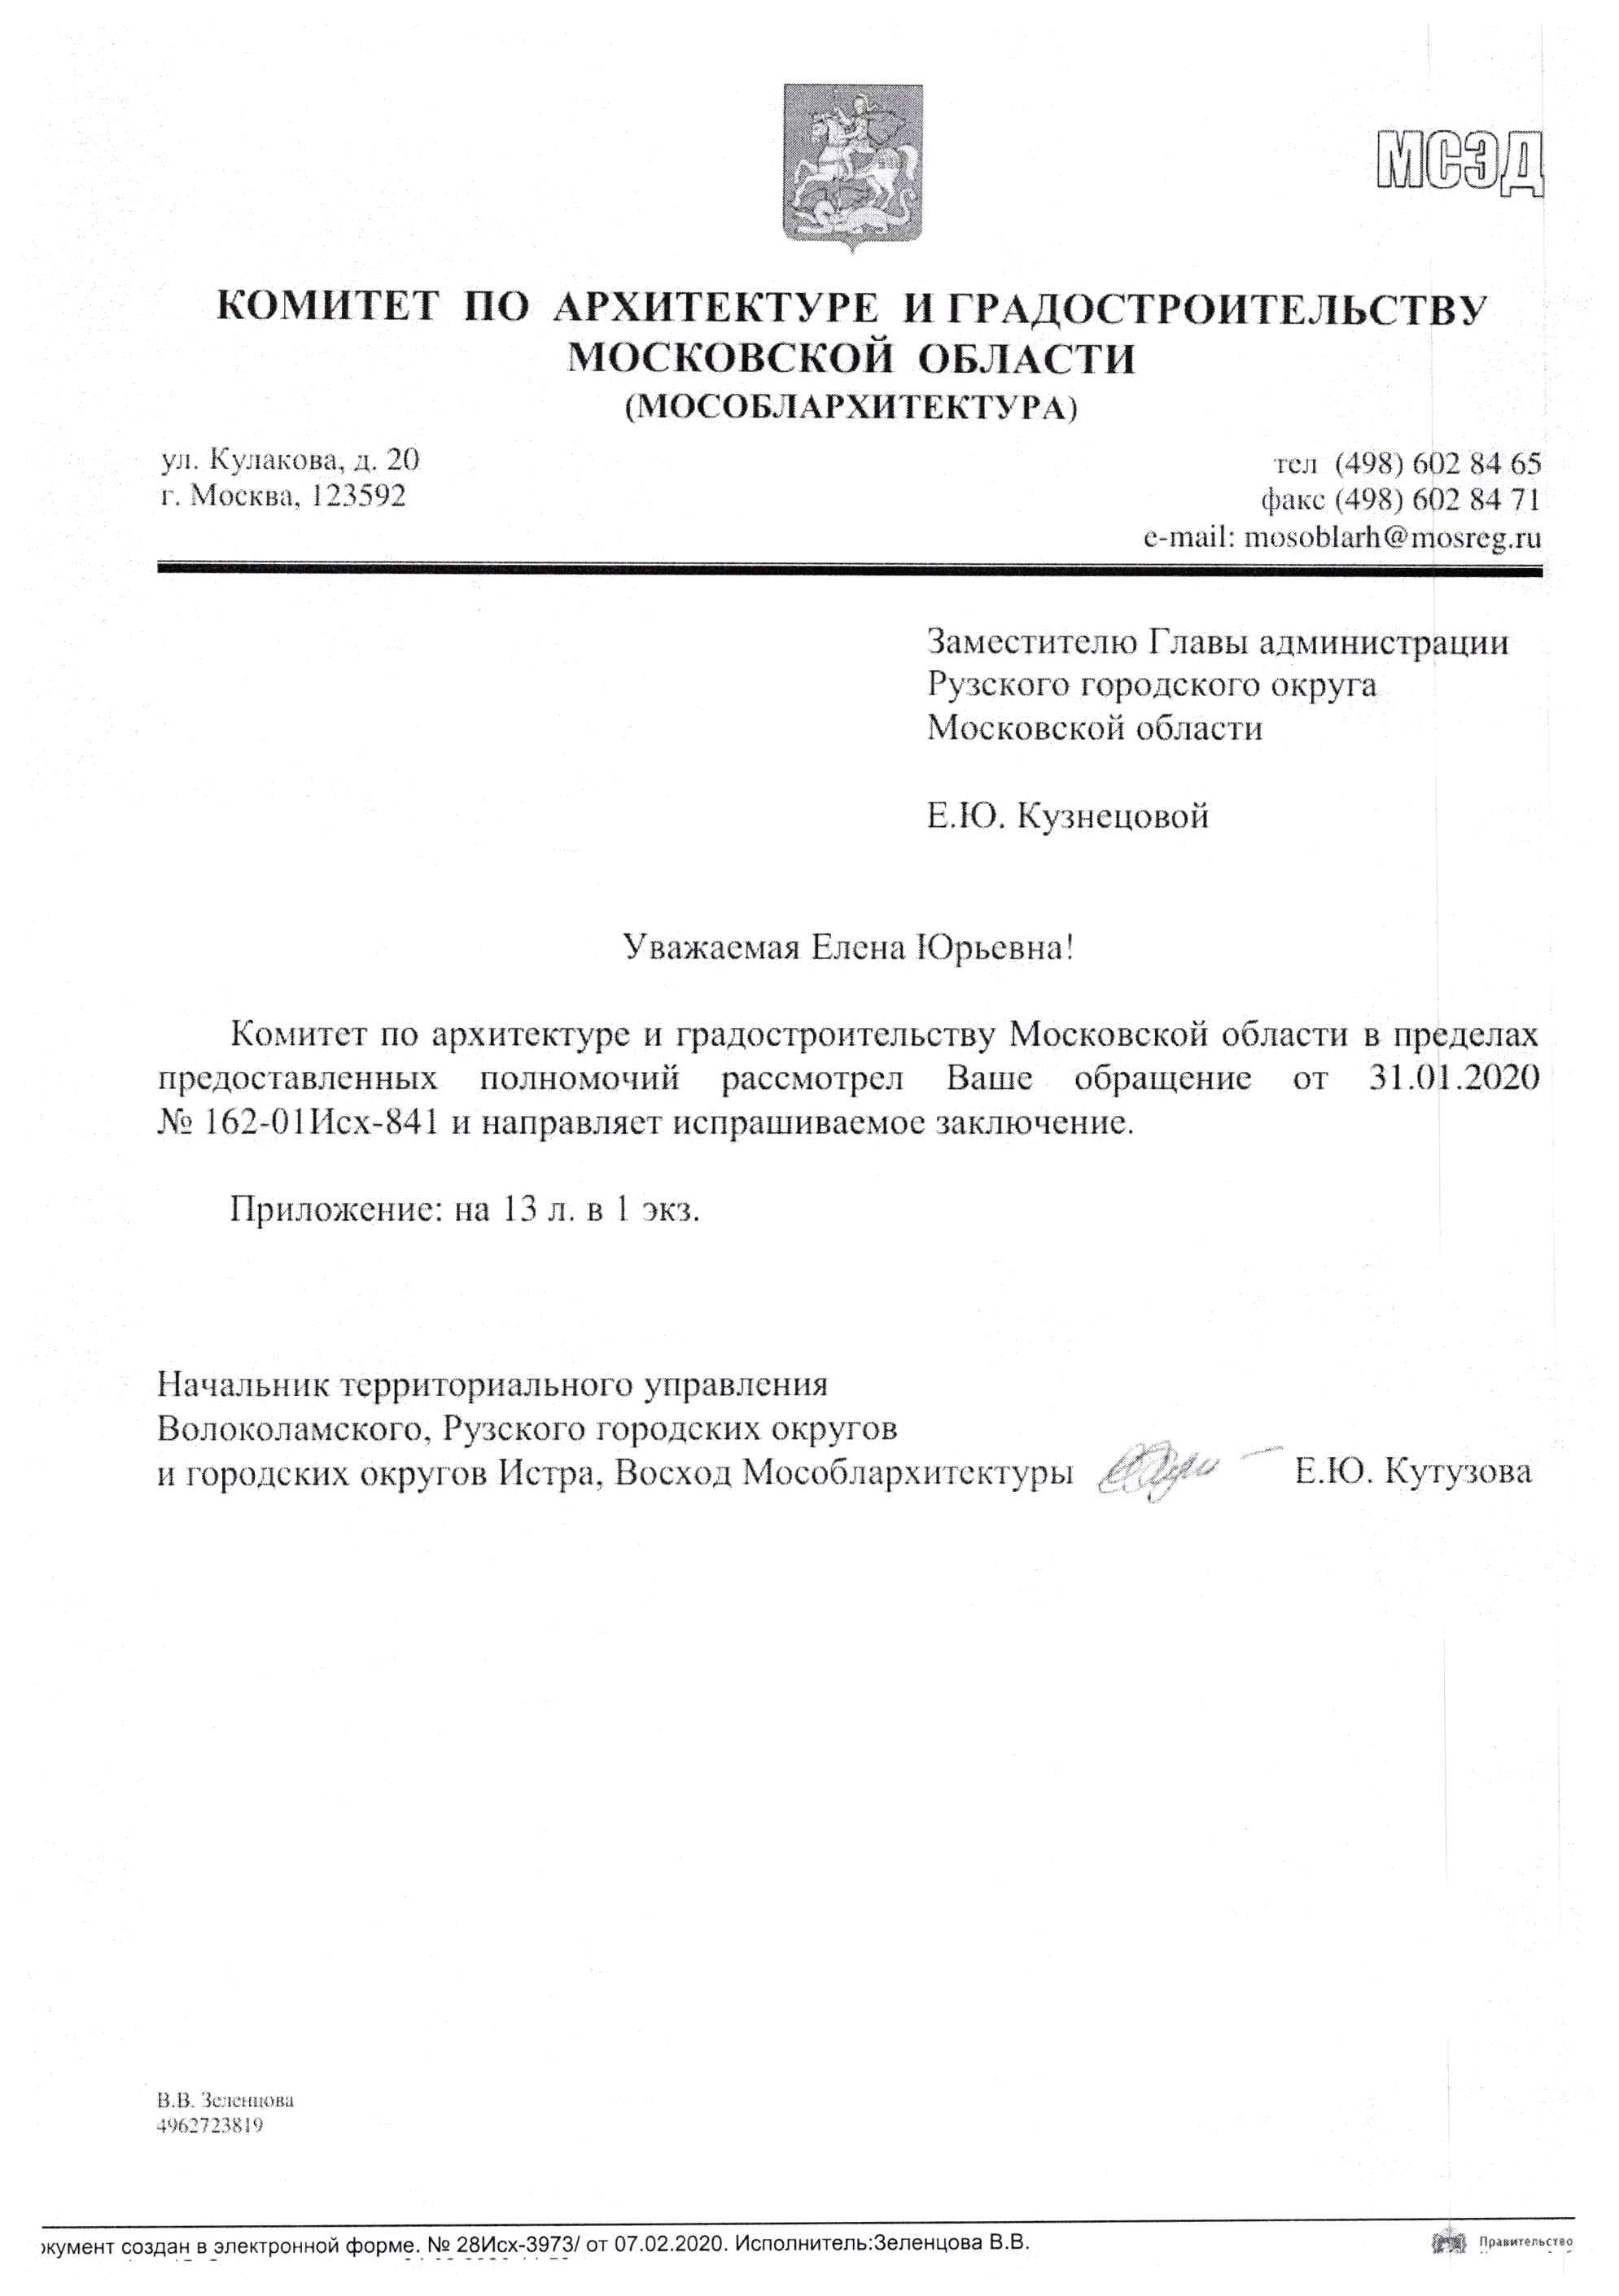 МСЭД
КОМИТЕТ ПО АРХИТЕКТУРЕ И ГРАДОСТРОИТЕЛЬСТВУ
МОСКОВСКОЙ ОБЛАСТИ
(МОСОБЛАРХИТЕКТУРА)
ул. Кулакова, д. 20
г. Москва, 123592
тел (498) 602 84 65
факс (498) 602 84 71
e-mail: mosoblarh@mosreg.ru
Заместителю Главы администрации
Рузского городского округа
Московской области
Е.Ю. Кузнецовой
Уважаемая Елена Юрьевна!
Комитет по архитектуре и градостроительству Московской области в пределах
предоставленных полномочий рассмотрел Ваше обращение от 31.01.2020
№ 162-01Исх-841 и направляет испрашиваемое заключение.
Приложение: на 13 л. в 1 экз.
Начальник территориального управления
Волоколамского, Рузского городских округов
и городских округов Истра, Восход Мособлархитектуры Е.Ю. Кутузова
В.В. Зеленцова
4962723819
окумент создан в электронной форме. № 28Исх-3973/ от 07.02.2020. Исполнитель:Зеленцова В.В.
Правительство